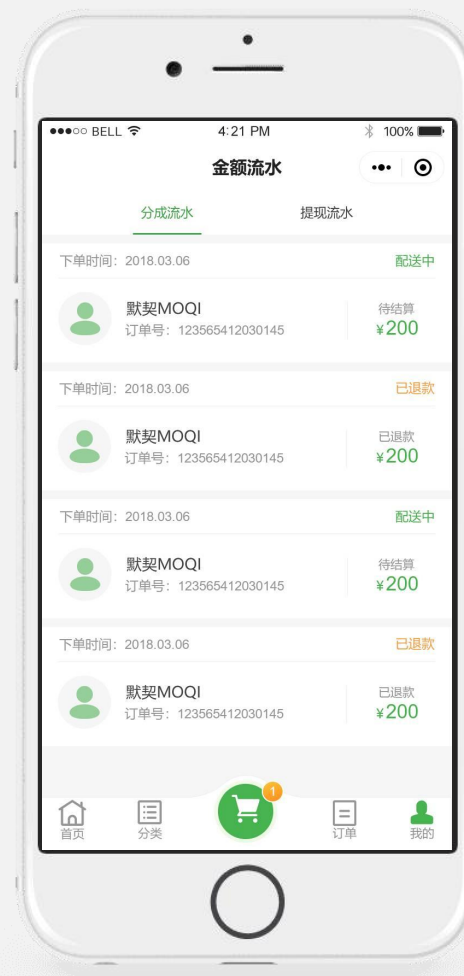 ●●●○○ BELL 4:21 PM 100%
金额流水
分成流水 提现流水
下单时间：2018.03.06 配送中
默契MOQI 待结算
订单号：123565412030145 ¥200
下单时间：2018.03.06 已退款
默契MOQI 已退款
订单号：123565412030145 ¥200
下单时间：2018.03.06 配送中
默契MOQI 待结算
订单号：123565412030145 ¥200
下单时间：2018.03.06 已退款
默契MOQI 已退款
订单号：123565412030145 ¥200
1
首页 分类 订单 我的